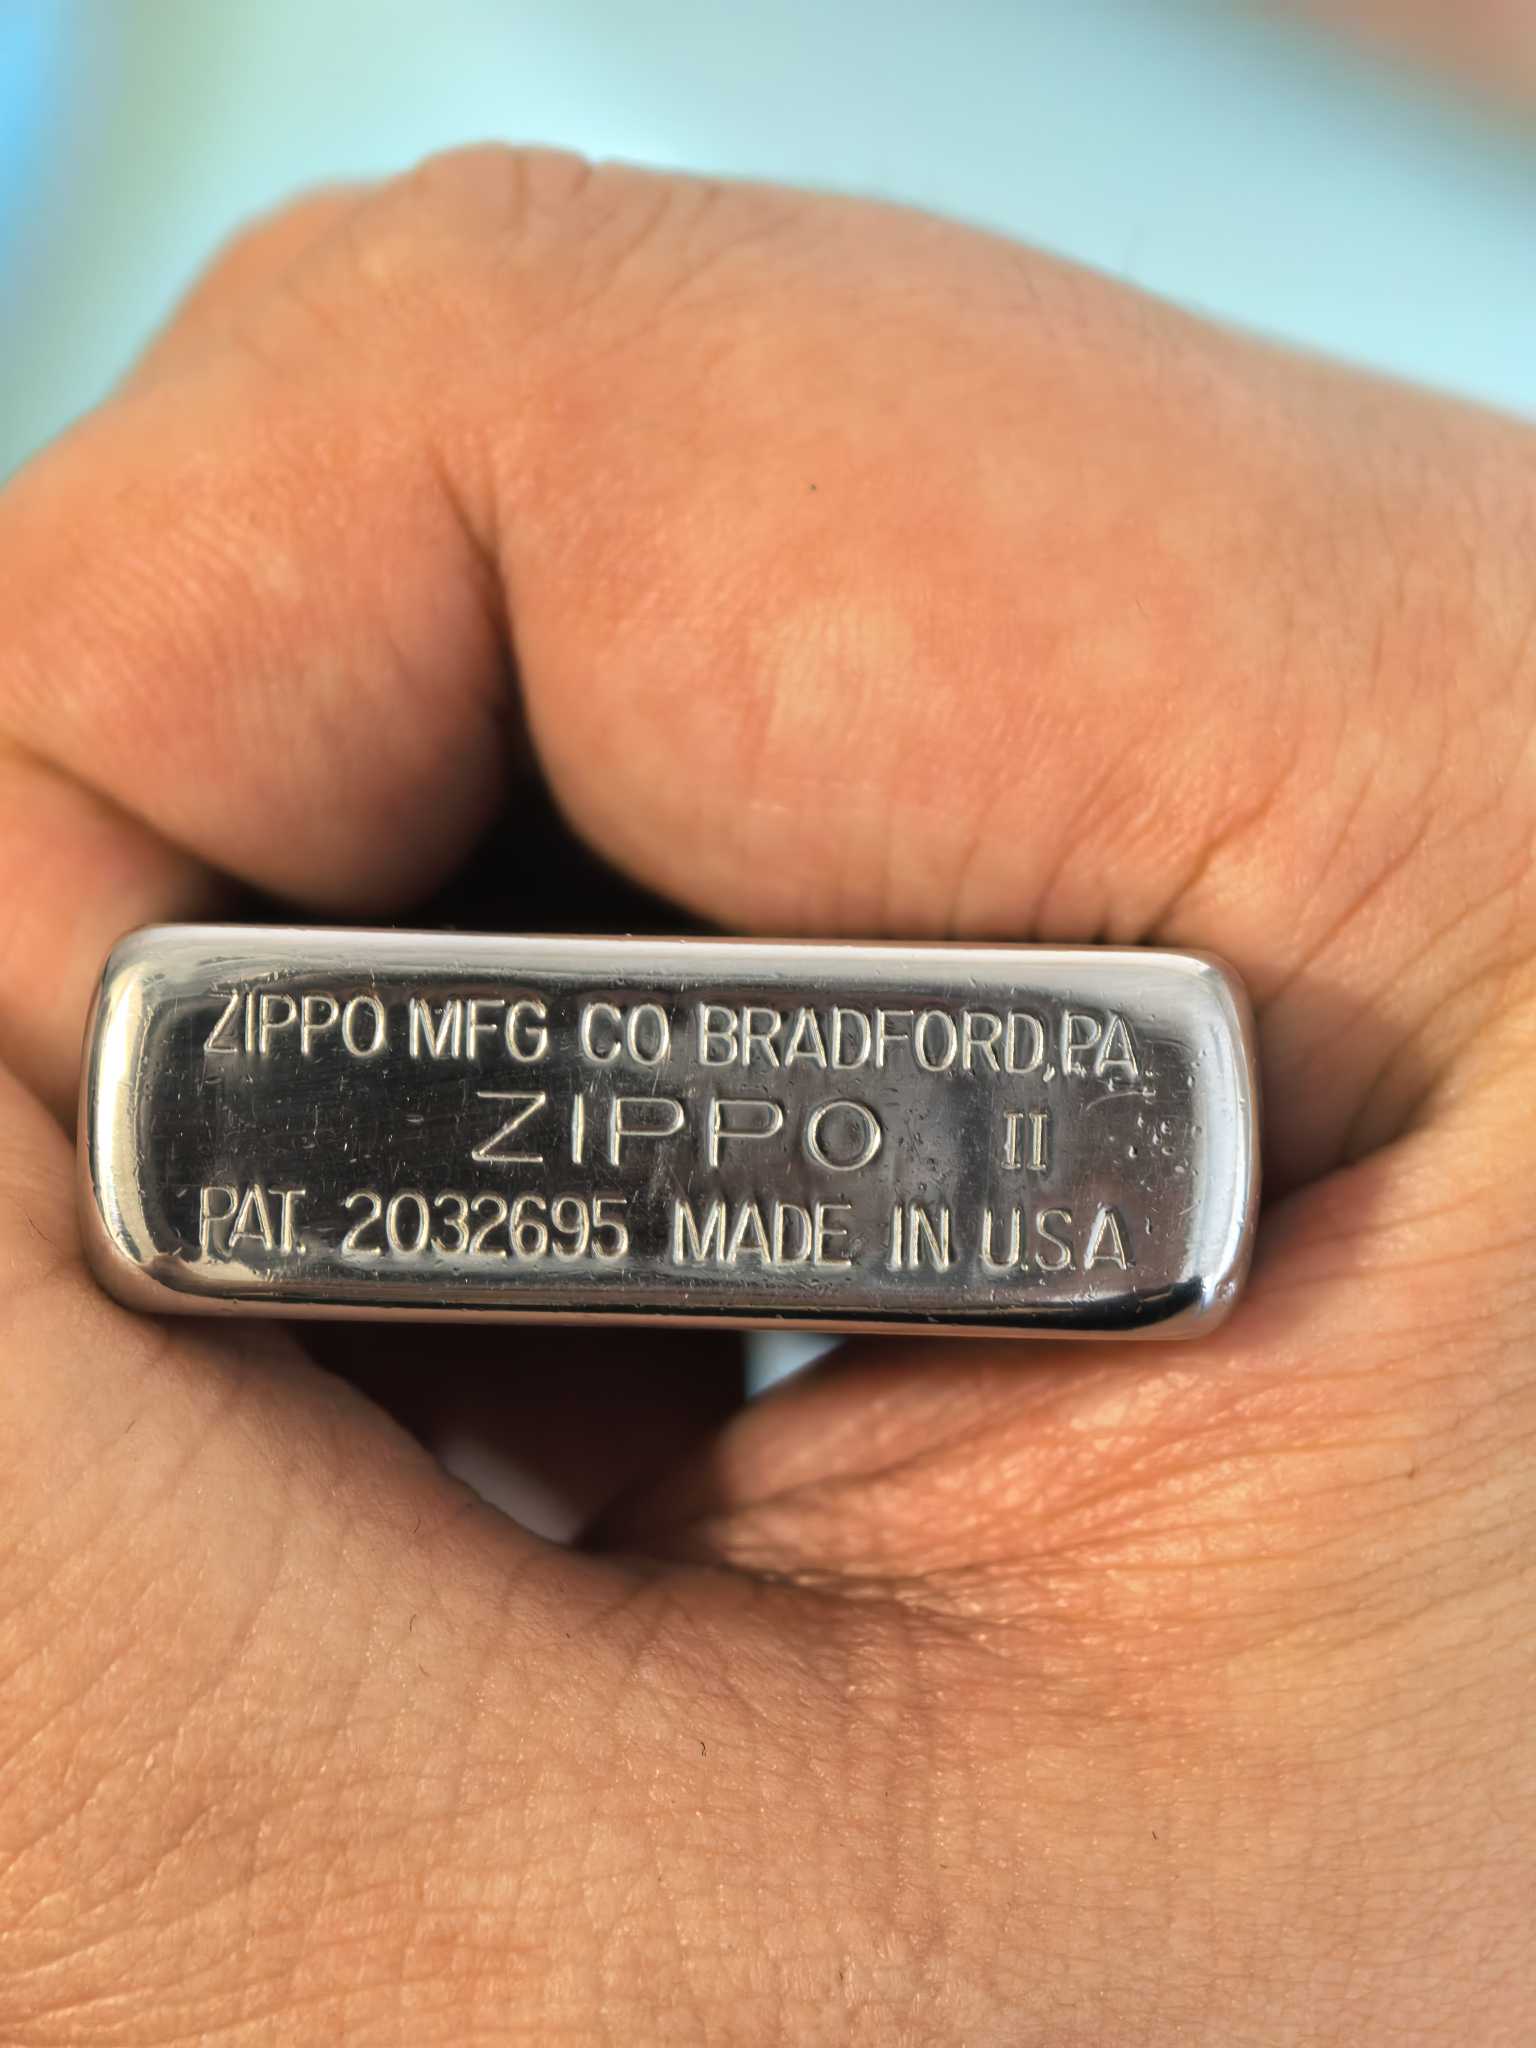 ZIPPO MFG CO BRADFORD, PA.
ZIPPO II
PAT. 2032695 MADE IN U.S.A.